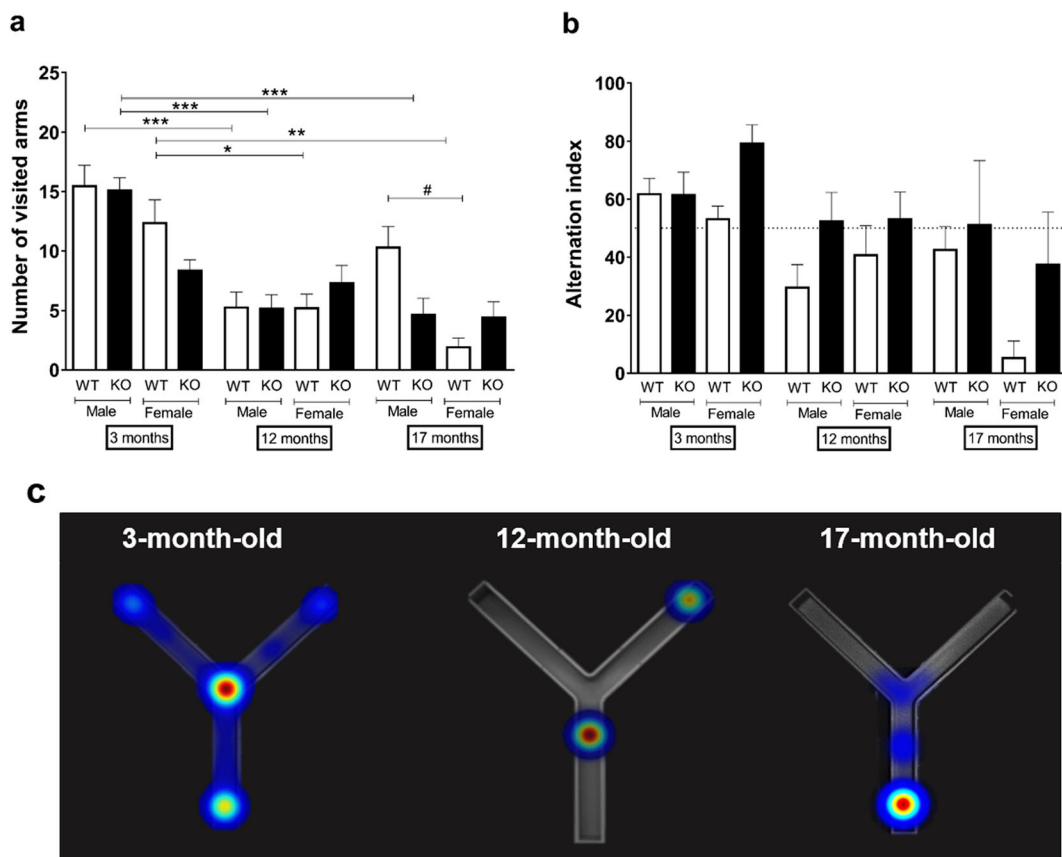 a
Number of visited arms
25
20
15
10
5
0
***
***
***
**
*
#
WT KO WT KO WT KO WT KO WT KO WT KO
Male Female Male Female Male Female
3 months 12 months 17 months
b
Alternation index
100
80
60
40
20
0
WT KO WT KO WT KO WT KO WT KO WT KO
Male Female Male Female Male Female
3 months 12 months 17 months
c
3-month-old 12-month-old 17-month-old